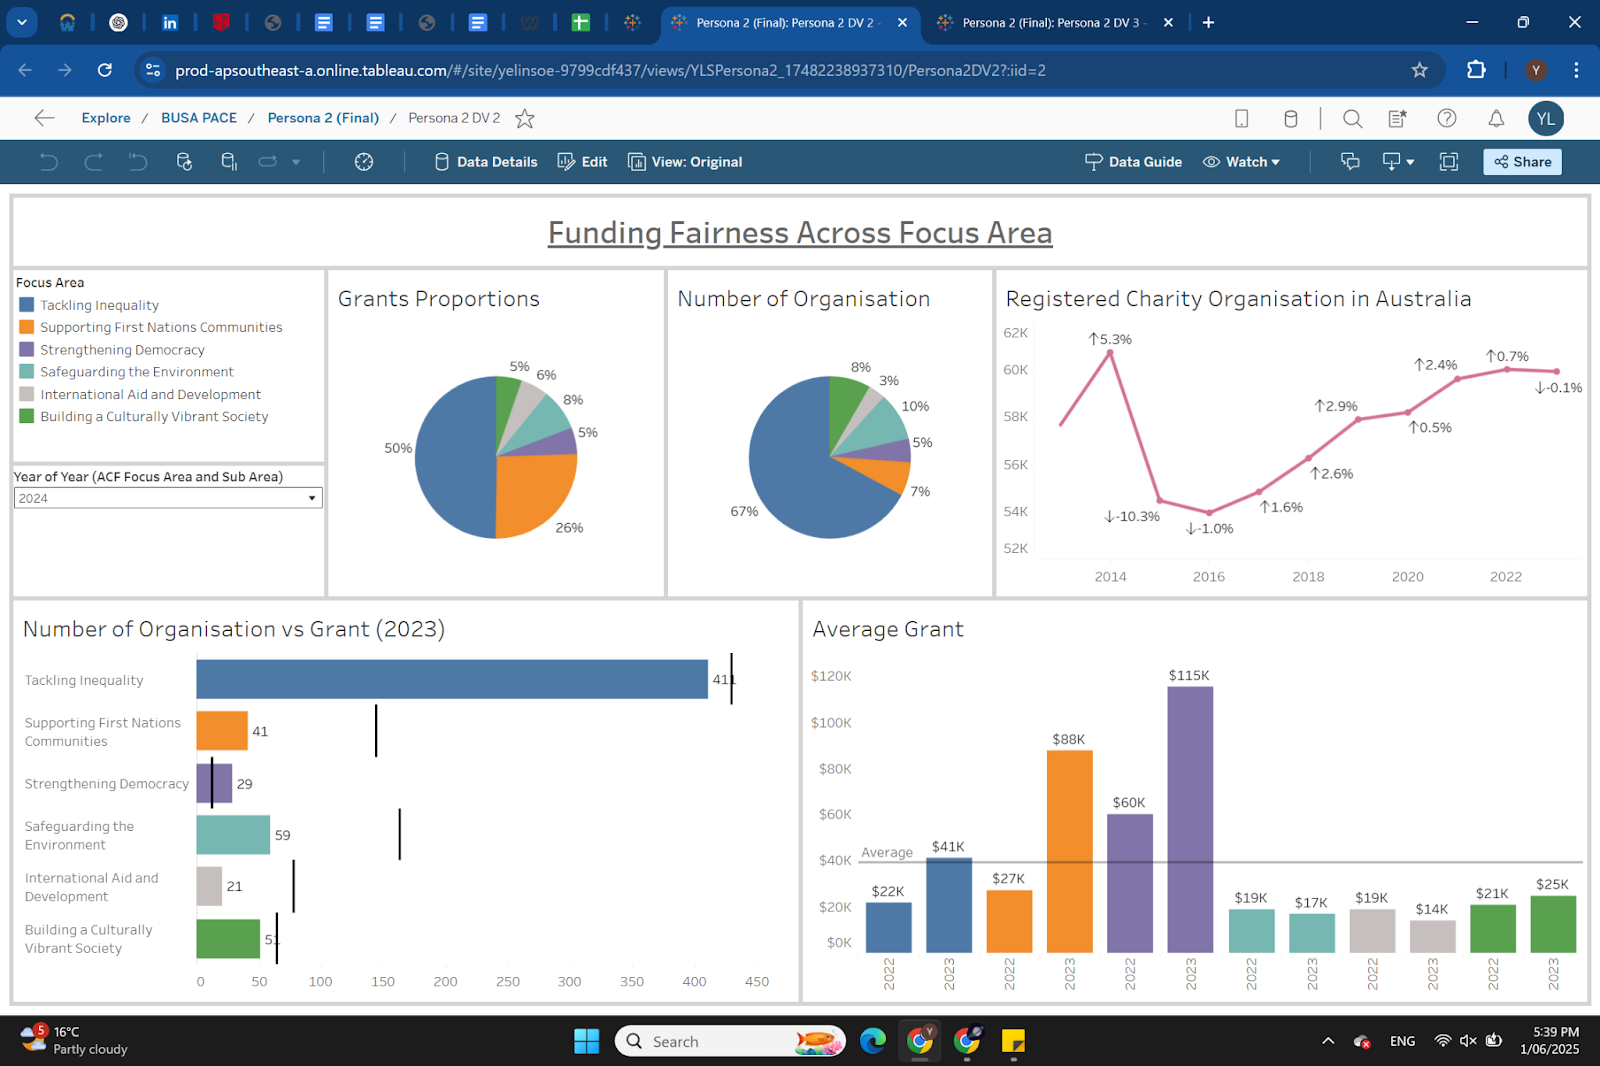 Persona 2 (Final): Persona 2 DV 2 -
Persona 2 (Final): Persona 2 DV 3 -
prod-apsoutheast-a.online.tableau.com/#/site/yelinsoe-9799cdf437/views/YLSPersona2_17482238937310/Persona2DV2?:iid=2
Y
Explore / BUSA PACE / Persona 2 (Final) / Persona 2 DV 2
YL
Data Details
Edit
View: Original
Data Guide
Watch
Share
Funding Fairness Across Focus Area
Focus Area
Tackling Inequality
Supporting First Nations Communities
Strengthening Democracy
Safeguarding the Environment
International Aid and Development
Building a Culturally Vibrant Society
Year of Year (ACF Focus Area and Sub Area)
2024
Grants Proportions
5%
6%
8%
5%
50%
26%
Number of Organisation
8%
3%
10%
5%
7%
67%
Registered Charity Organisation in Australia
62K
60K
58K
56K
54K
52K
↑5.3%
↓-10.3%
↓-1.0%
↑1.6%
↑2.6%
↑2.9%
↑0.5%
↑2.4%
↑0.7%
↓-0.1%
2014
2016
2018
2020
2022
Number of Organisation vs Grant (2023)
Tackling Inequality
411
Supporting First Nations
Communities
41
Strengthening Democracy
29
Safeguarding the
Environment
59
International Aid and
Development
21
Building a Culturally
Vibrant Society
51
0
50
100
150
200
250
300
350
400
450
Average Grant
$120K
$100K
$80K
$60K
$40K
$20K
$0K
Average
$22K
$41K
$27K
$88K
$60K
$115K
$19K
$17K
$19K
$14K
$21K
$25K
2022
2023
2022
2023
2022
2023
2022
2023
2022
2023
2022
2023
5
16°C
Partly cloudy
Search
Y
ENG
5:39 PM
1/06/2025